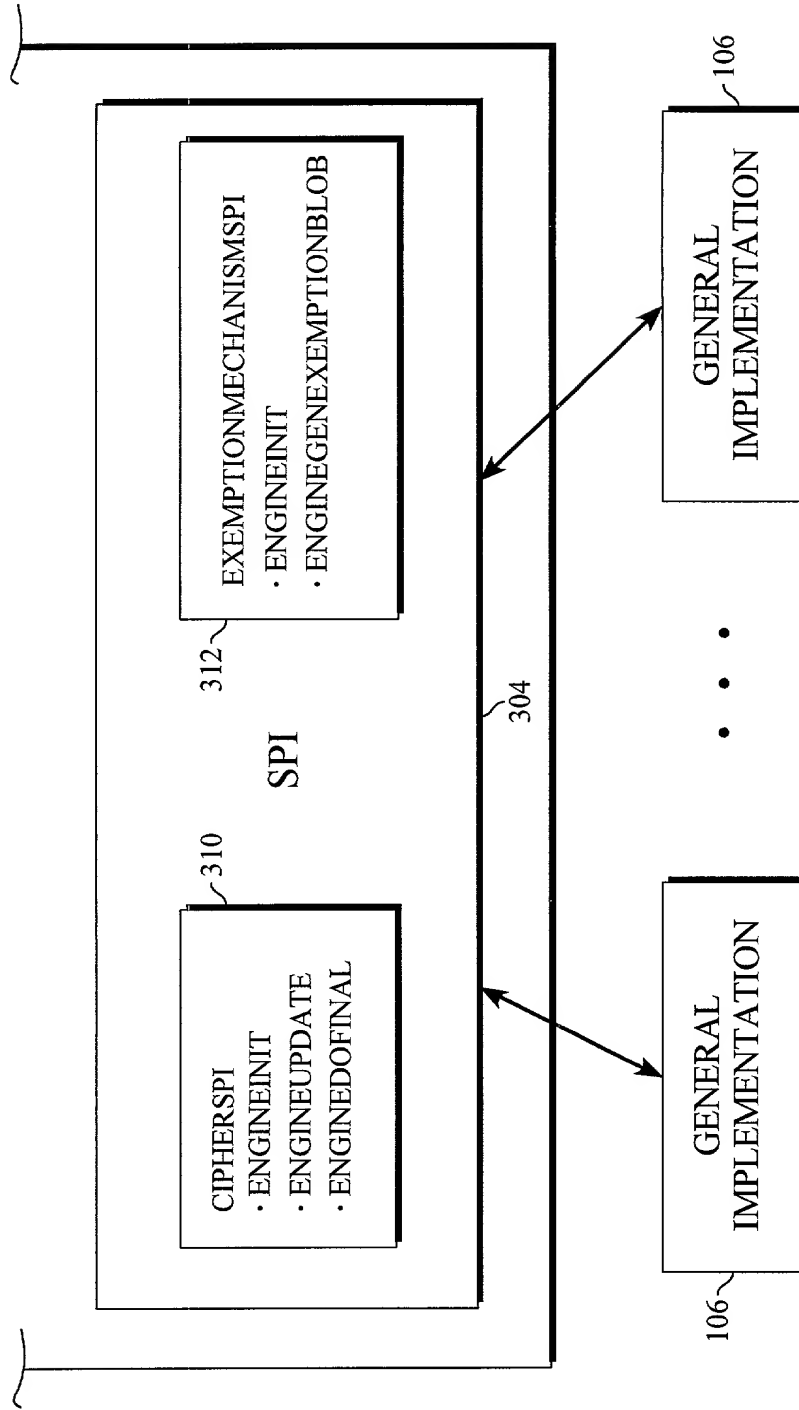 310
CIPHERSPI
· ENGINEINIT
· ENGINEUPDATE
· ENGINEDOFINAL
SPI
312
EXEMPTIONMECHANISMSPI
· ENGINEINIT
· ENGINEGENEXEMPTIONBLOB
304
106
GENERAL
IMPLEMENTATION
• • •
106
GENERAL
IMPLEMENTATION